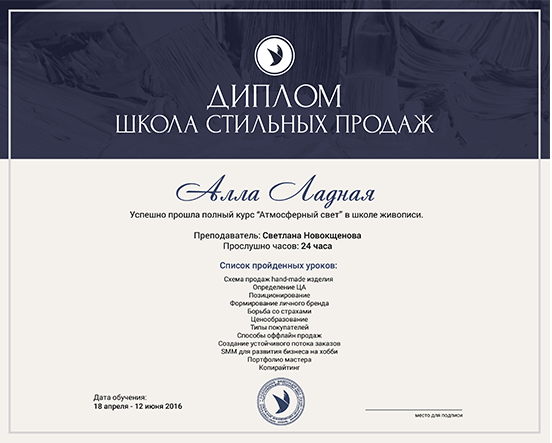 ДИПЛОМ
ШКОЛА СТИЛЬНЫХ ПРОДАЖ
Алла Ладная
Успешно прошла полный курс “Атмосферный свет” в школе живописи.
Преподаватель: Светлана Новокщенова
Прослушно часов: 24 часа
Список пройденных уроков:
Схема продаж hand-made изделия
Определение ЦА
Позиционирование
Формирование личного бренда
Борьба со страхами
Ценообразование
Типы покупателей
Способы оффлайн продаж
Создание устойчивого потока заказов
SMM для развития бизнеса на хобби
Портфолио мастера
Копирайтинг
Дата обучения:
18 апреля - 12 июня 2016
место для подписи